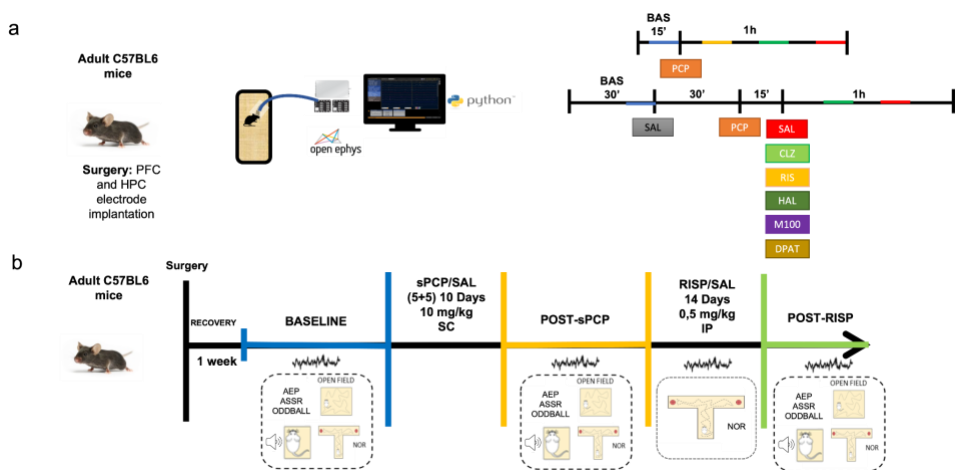 a
Adult C57BL6
mice
Surgery: PFC
and HPC
electrode
implantation
open ephys
python™
BAS
15'
1h
PCP
BAS
30'
30'
15'
1h
SAL
PCP
SAL
CLZ
RIS
HAL
M100
DPAT
b
Adult C57BL6
mice
Surgery
RECOVERY
1 week
BASELINE
AEP
ASSR
ODDBALL
OPEN FIELD
NOR
sPCP/SAL
(5+5) 10 Days
10 mg/kg
SC
POST-sPCP
AEP
ASSR
ODDBALL
OPEN FIELD
NOR
RISP/SAL
14 Days
0,5 mg/kg
IP
NOR
POST-RISP
AEP
ASSR
ODDBALL
OPEN FIELD
NOR